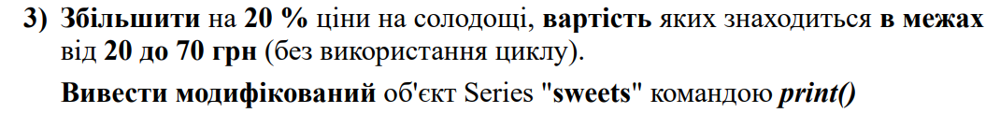 3) Збільшити на 20 % ціни на солодощі, вартість яких знаходиться в межах
від 20 до 70 грн (без використання циклу).
Вивести модифікований об'єкт Series "sweets" командою print()